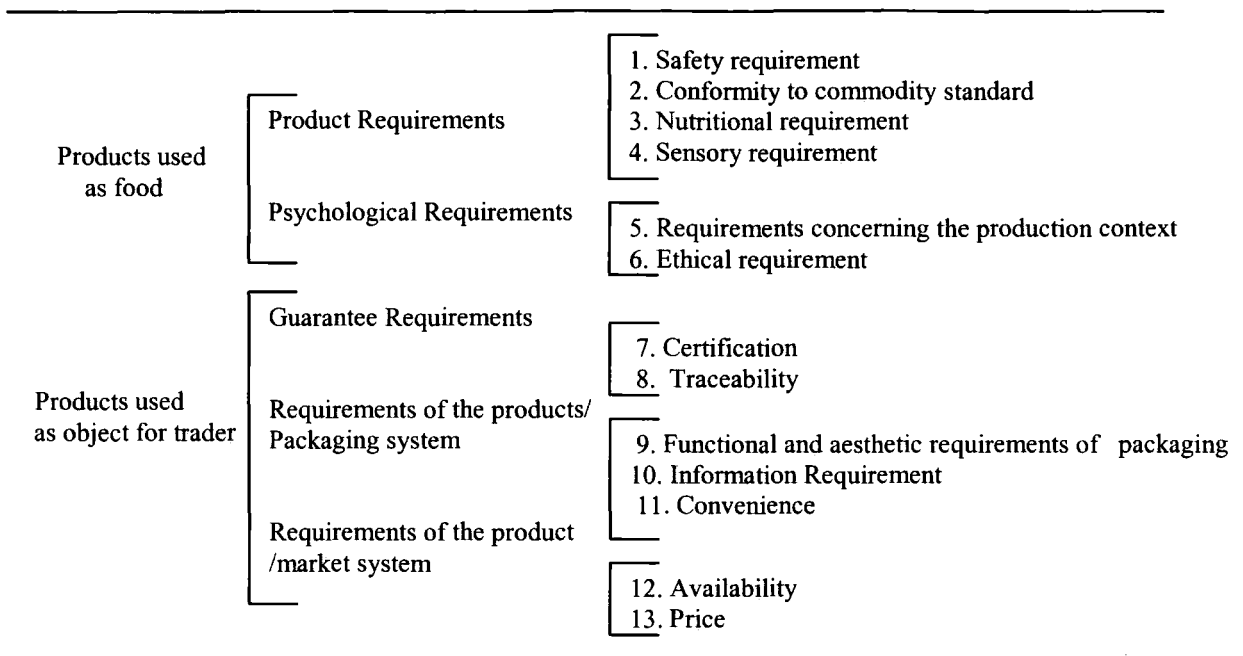 Products used
as food
Product Requirements
1. Safety requirement
2. Conformity to commodity standard
3. Nutritional requirement
4. Sensory requirement
Psychological Requirements
5. Requirements concerning the production context
6. Ethical requirement
Products used
as object for trader
Guarantee Requirements
7. Certification
8. Traceability
Requirements of the products/
Packaging system
9. Functional and aesthetic requirements of packaging
10. Information Requirement
11. Convenience
Requirements of the product
/market system
12. Availability
13. Price